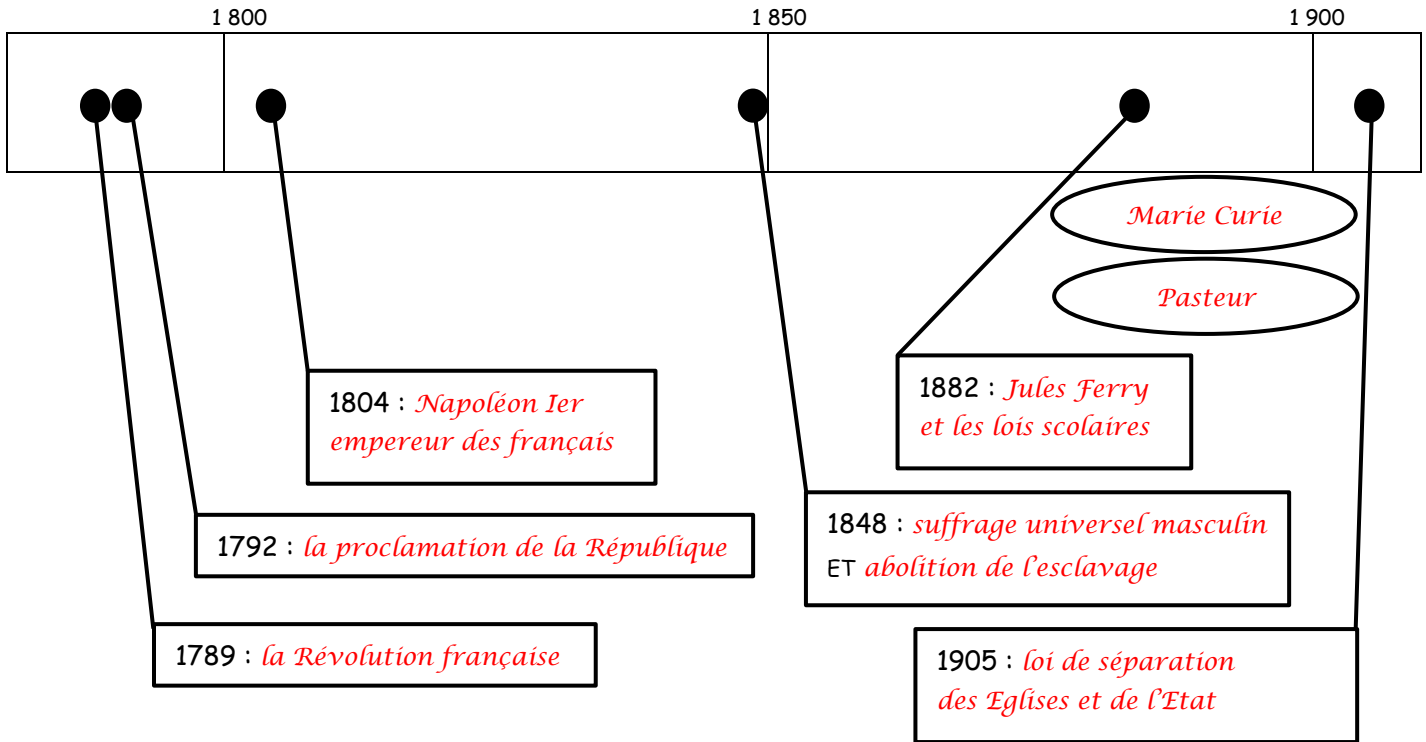 1 800
1 850
1 900
Marie Curie
Pasteur
1882 : Jules Ferry
et les lois scolaires
1804 : Napoléon Ier
empereur des français
1848 : suffrage universel masculin
ET abolition de l'esclavage
1792 : la proclamation de la République
1789 : la Révolution française
1905 : loi de séparation
des Eglises et de l'Etat